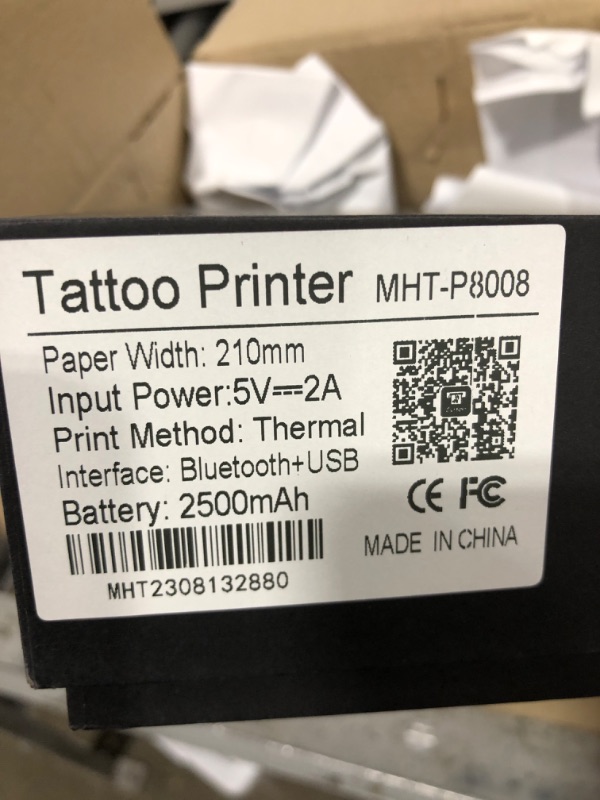 Tattoo Printer MHT-P8008
Paper Width: 210mm
Input Power:5V⎓2A
Print Method: Thermal
Interface: Bluetooth+USB
Battery: 2500mAh
CE FC
MADE IN CHINA
MHT2308132880